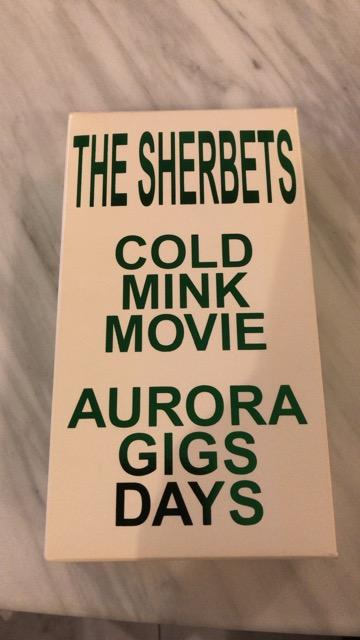 THE SHERBETS
COLD
MINK
MOVIE
AURORA
GIGS
DAYS